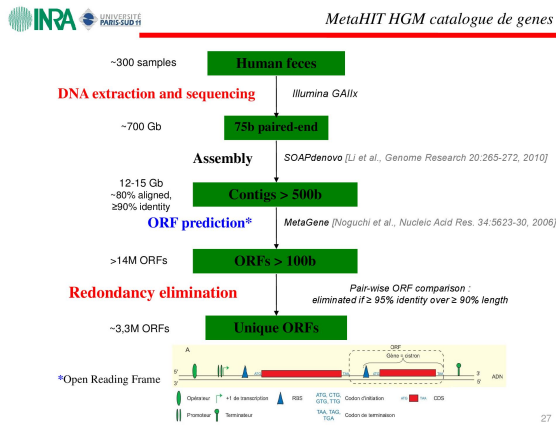 INRA
UNIVERSITÉ
PARIS-SUD 11
MetaHIT HGM catalogue de genes
~300 samples
Human feces
DNA extraction and sequencing
Illumina GAIIx
~700 Gb
75b paired-end
Assembly
SOAPdenovo [Li et al., Genome Research 20:265-272, 2010]
12-15 Gb
~80% aligned,
≥90% identity
Contigs > 500b
ORF prediction*
MetaGene [Noguchi et al., Nucleic Acid Res. 34:5623-30, 2006]
>14M ORFs
ORFs > 100b
Redondancy elimination
Pair-wise ORF comparison :
eliminated if ≥ 95% identity over ≥ 90% length
~3,3M ORFs
Unique ORFs
A
ORF
Gène = cistron
5'
3'
3'
5'
ADN
*Open Reading Frame
Opérateur
+1 de transcription
RBS
ATG, CTG,
GTG, TTG
Codon d'initiation
CDS
Promoteur
Terminateur
TAA, TAG,
TGA
Codon de terminaison
27